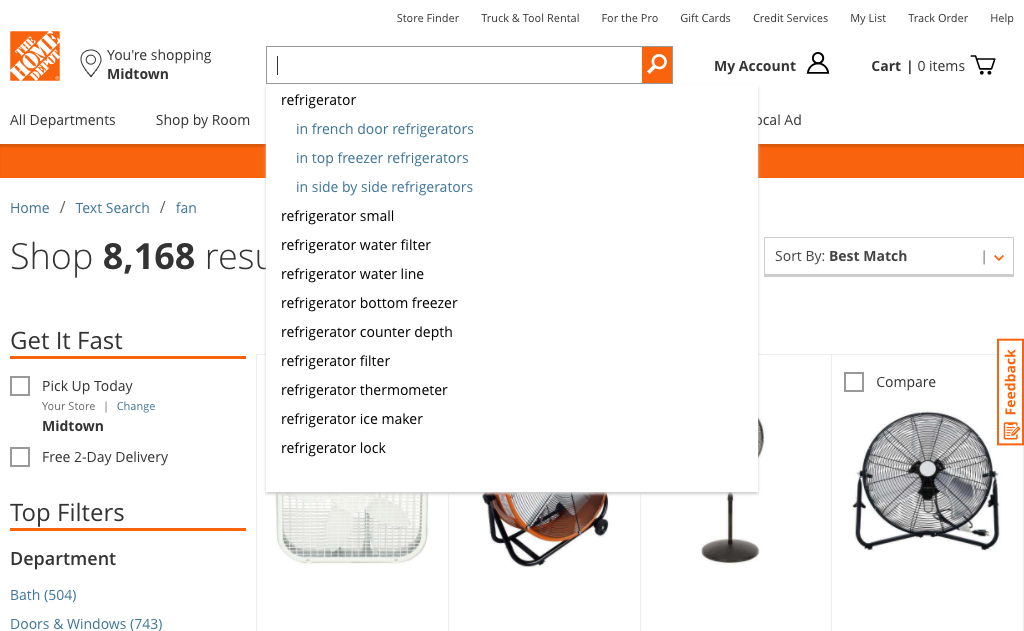 Store Finder Truck & Tool Rental For the Pro Gift Cards Credit Services My List Track Order Help
THE HOME DEPOT
You're shopping
Midtown
My Account
Cart | 0 items
refrigerator
All Departments Shop by Room ocal Ad
in french door refrigerators
in top freezer refrigerators
in side by side refrigerators
Home / Text Search / fan
refrigerator small
refrigerator water filter
Shop 8,168 resu
Sort By: Best Match |
refrigerator water line
refrigerator bottom freezer
refrigerator counter depth
refrigerator filter
refrigerator thermometer
refrigerator ice maker
refrigerator lock
Get It Fast
Pick Up Today
Your Store | Change
Midtown
Free 2-Day Delivery
Compare
Feedback
Top Filters
Department
Bath (504)
Doors & Windows (743)